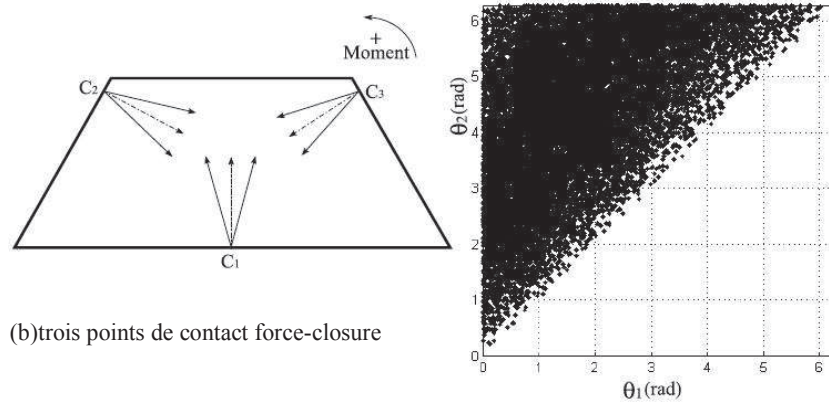 +
Moment
C₂
C₃
C₁
(b)trois points de contact force-closure
θ₂(rad)
6
5
4
3
2
1
0
0 1 2 3 4 5 6
θ₁(rad)